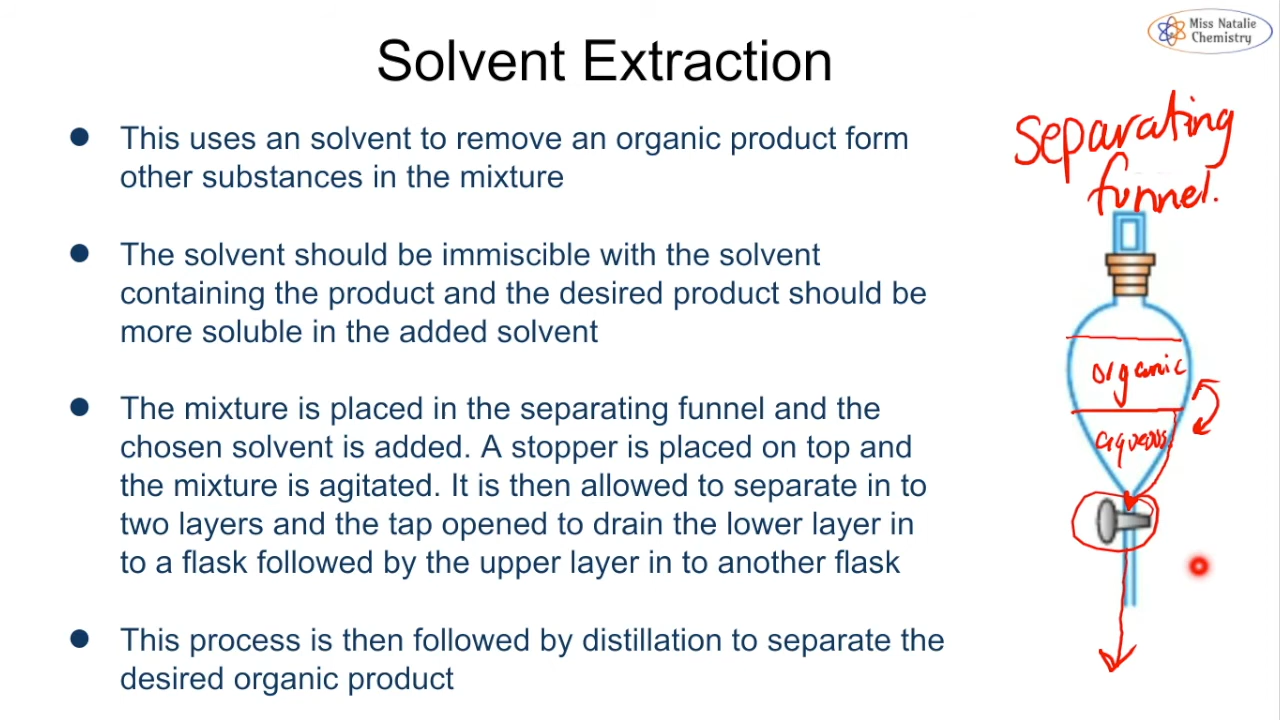 Miss Natalie
Chemistry
Solvent Extraction
● This uses an solvent to remove an organic product form
other substances in the mixture
● The solvent should be immiscible with the solvent
containing the product and the desired product should be
more soluble in the added solvent
● The mixture is placed in the separating funnel and the
chosen solvent is added. A stopper is placed on top and
the mixture is agitated. It is then allowed to separate in to
two layers and the tap opened to drain the lower layer in
to a flask followed by the upper layer in to another flask
● This process is then followed by distillation to separate the
desired organic product
Separating
funnel.
organic
aqueous